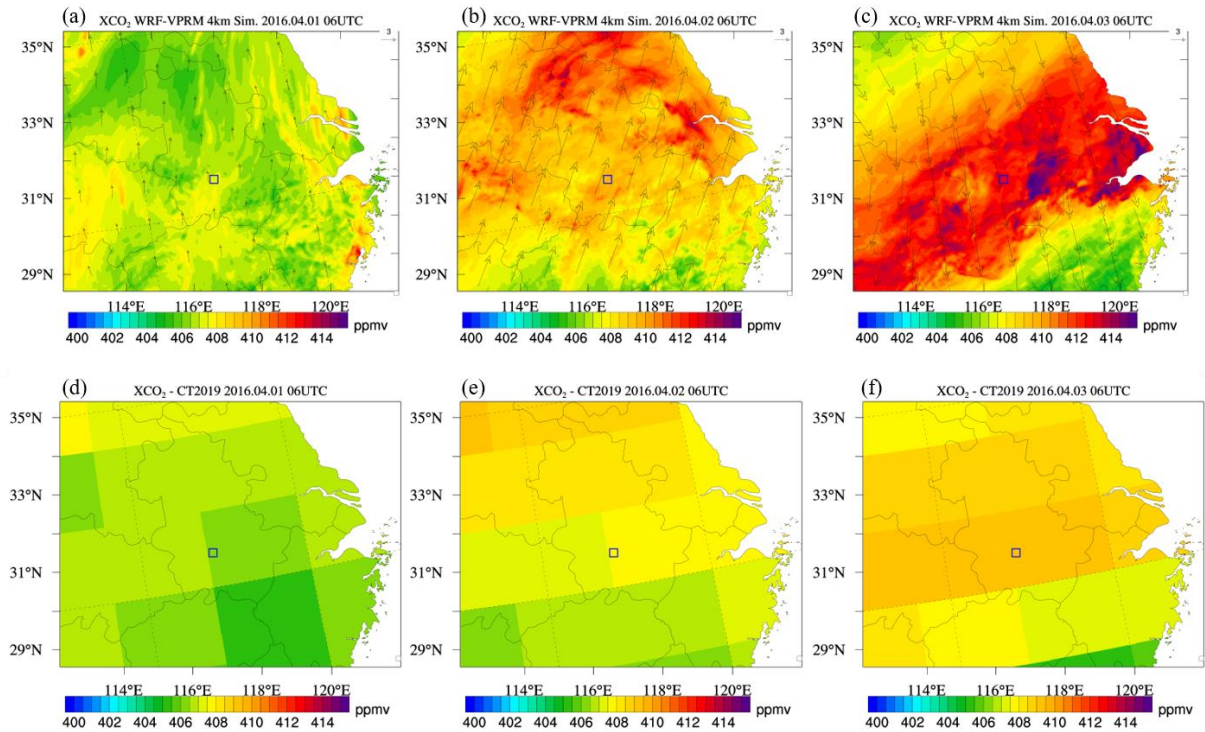 (a) XCO₂ WRF-VPRM 4km Sim. 2016.04.01 06UTC
3
35°N
33°N
31°N
29°N
114°E 116°E 118°E 120°E
400 402 404 406 408 410 412 414 ppmv
(b) XCO₂ WRF-VPRM 4km Sim. 2016.04.02 06UTC
3
35°N
33°N
31°N
29°N
114°E 116°E 118°E 120°E
400 402 404 406 408 410 412 414 ppmv
(c) XCO₂ WRF-VPRM 4km Sim. 2016.04.03 06UTC
3
35°N
33°N
31°N
29°N
114°E 116°E 118°E 120°E
400 402 404 406 408 410 412 414 ppmv
(d) XCO₂ - CT2019 2016.04.01 06UTC
35°N
33°N
31°N
29°N
114°E 116°E 118°E 120°E
400 402 404 406 408 410 412 414 ppmv
(e) XCO₂ - CT2019 2016.04.02 06UTC
35°N
33°N
31°N
29°N
114°E 116°E 118°E 120°E
400 402 404 406 408 410 412 414 ppmv
(f) XCO₂ - CT2019 2016.04.03 06UTC
35°N
33°N
31°N
29°N
114°E 116°E 118°E 120°E
400 402 404 406 408 410 412 414 ppmv